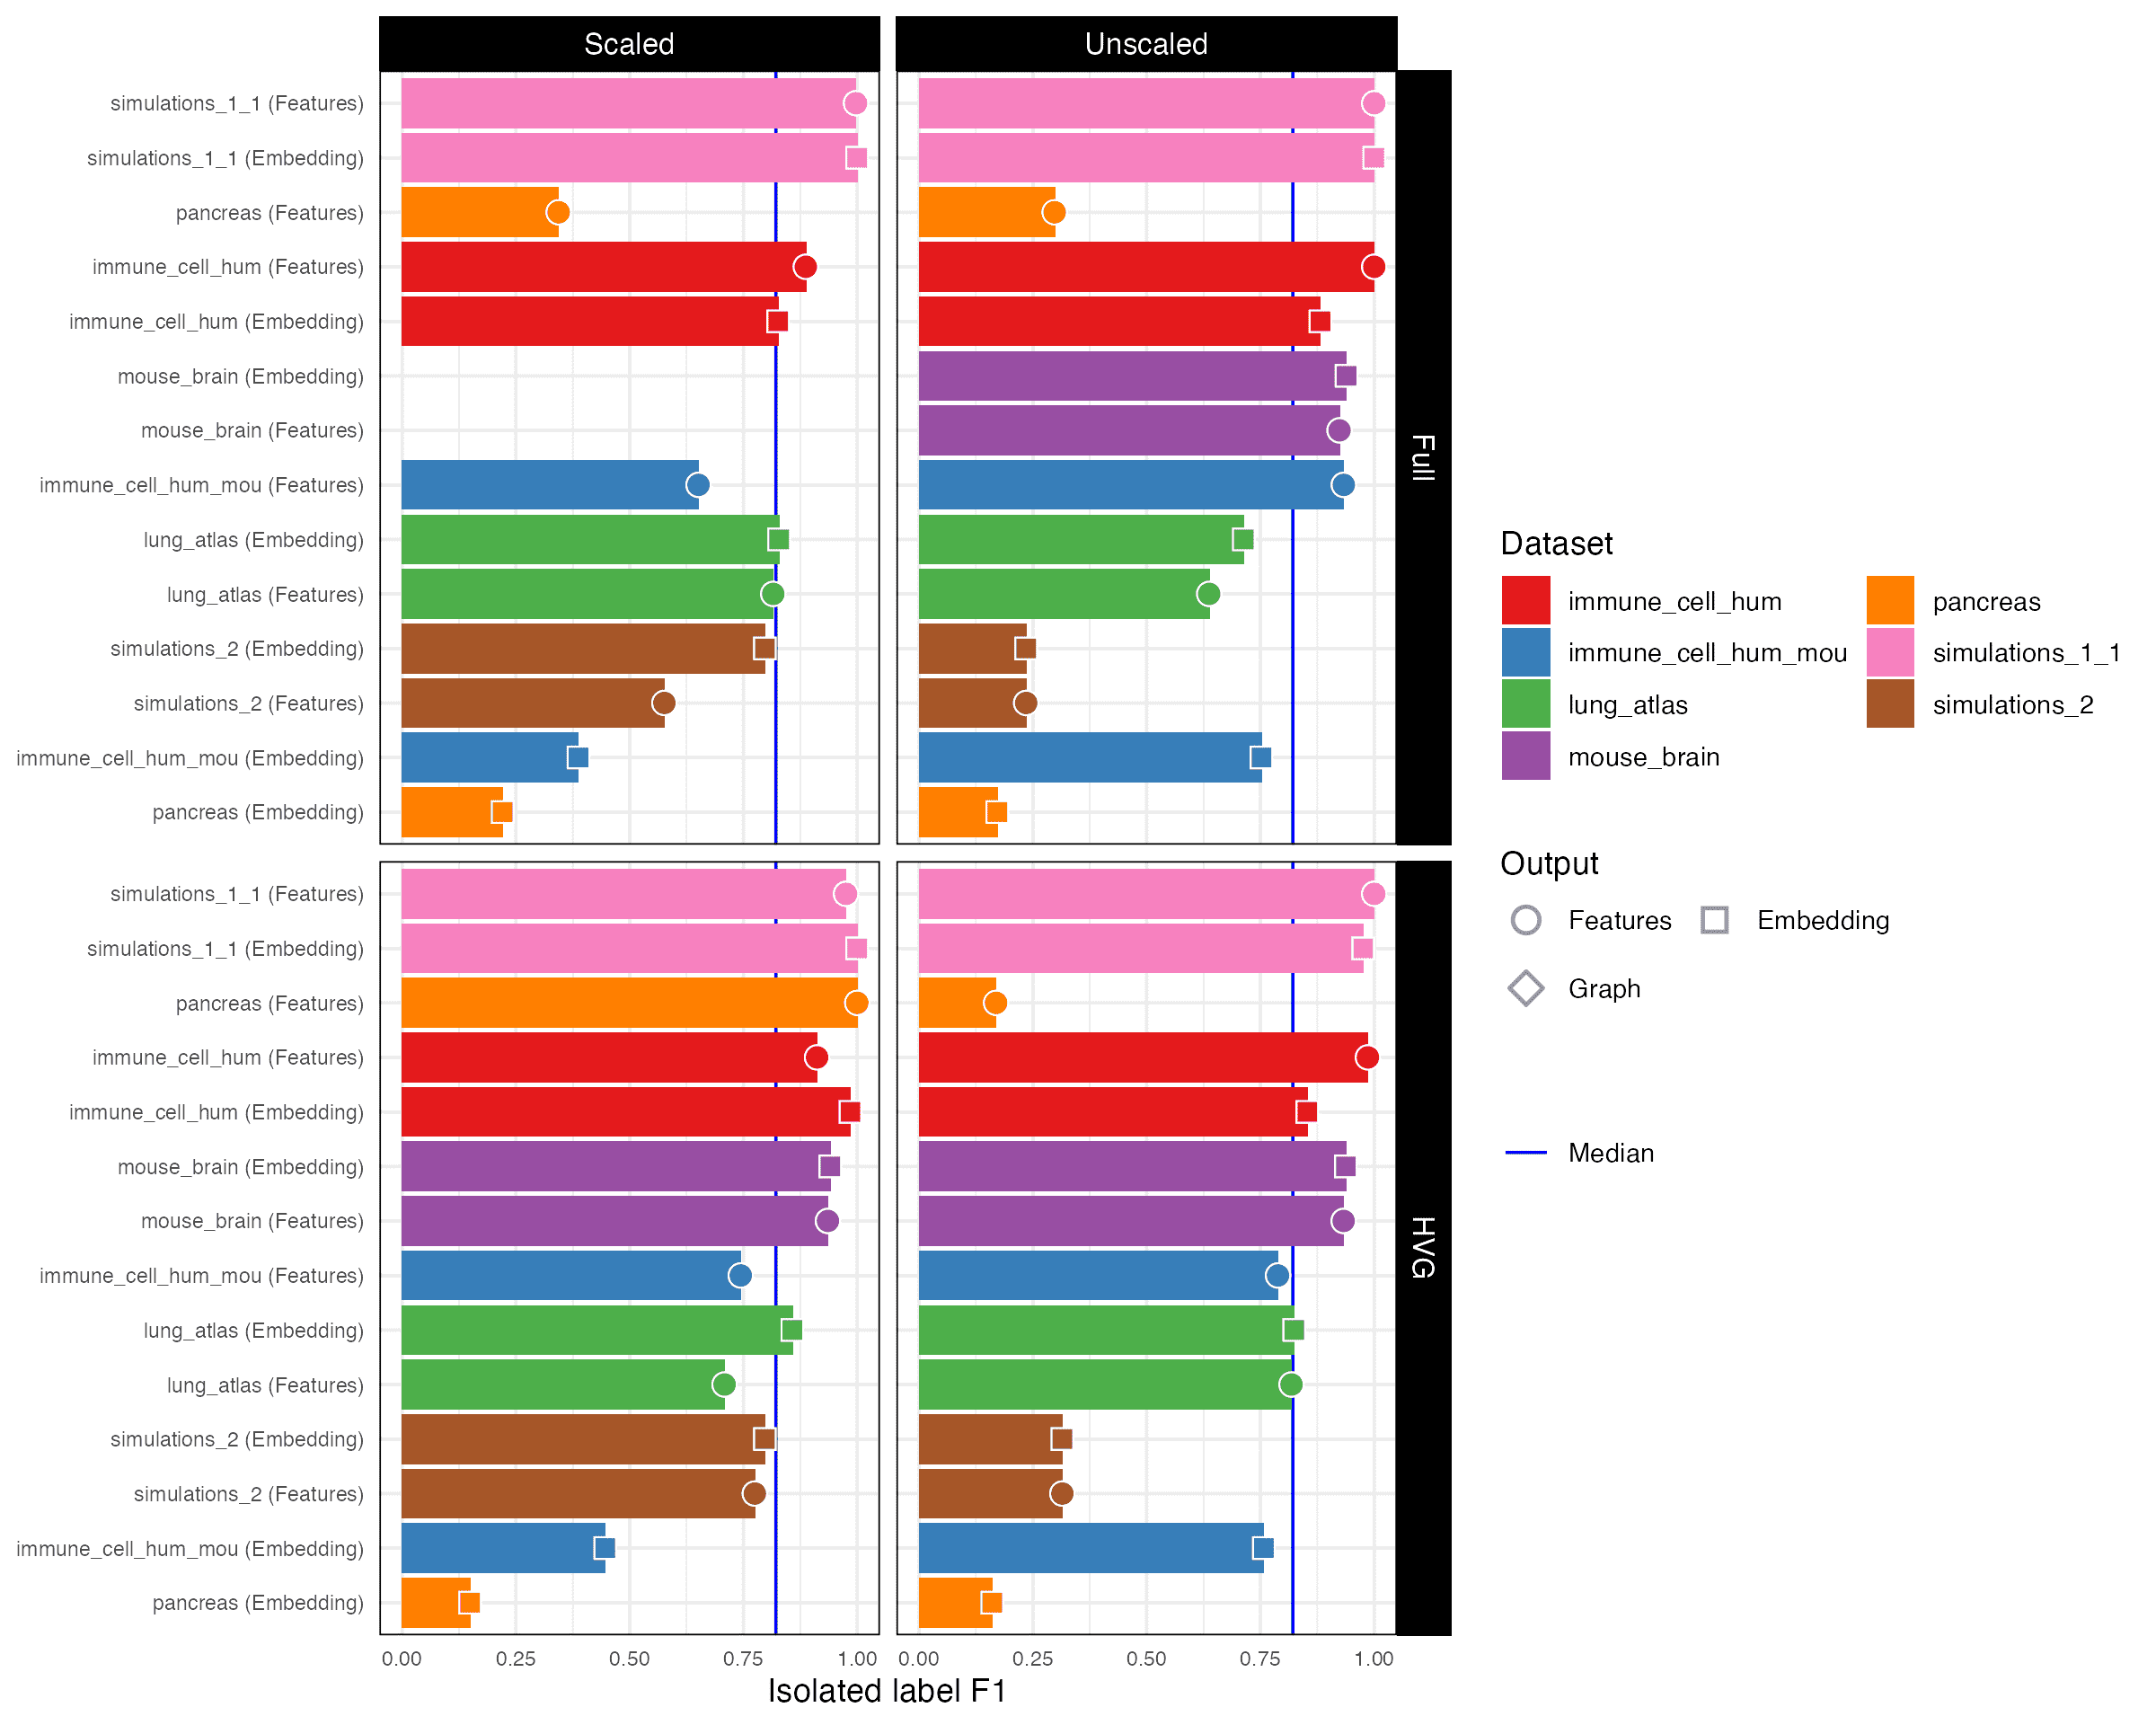 Scaled
Unscaled
simulations_1_1 (Features)
simulations_1_1 (Embedding)
pancreas (Features)
immune_cell_hum (Features)
immune_cell_hum (Embedding)
mouse_brain (Embedding)
mouse_brain (Features)
immune_cell_hum_mou (Features)
lung_atlas (Embedding)
lung_atlas (Features)
simulations_2 (Embedding)
simulations_2 (Features)
immune_cell_hum_mou (Embedding)
pancreas (Embedding)
Full
simulations_1_1 (Features)
simulations_1_1 (Embedding)
pancreas (Features)
immune_cell_hum (Features)
immune_cell_hum (Embedding)
mouse_brain (Embedding)
mouse_brain (Features)
immune_cell_hum_mou (Features)
lung_atlas (Embedding)
lung_atlas (Features)
simulations_2 (Embedding)
simulations_2 (Features)
immune_cell_hum_mou (Embedding)
pancreas (Embedding)
HVG
0.00 0.25 0.50 0.75 1.00
0.00 0.25 0.50 0.75 1.00
Isolated label F1
Dataset
immune_cell_hum
immune_cell_hum_mou
lung_atlas
mouse_brain
pancreas
simulations_1_1
simulations_2
Output
Features
Embedding
Graph
Median